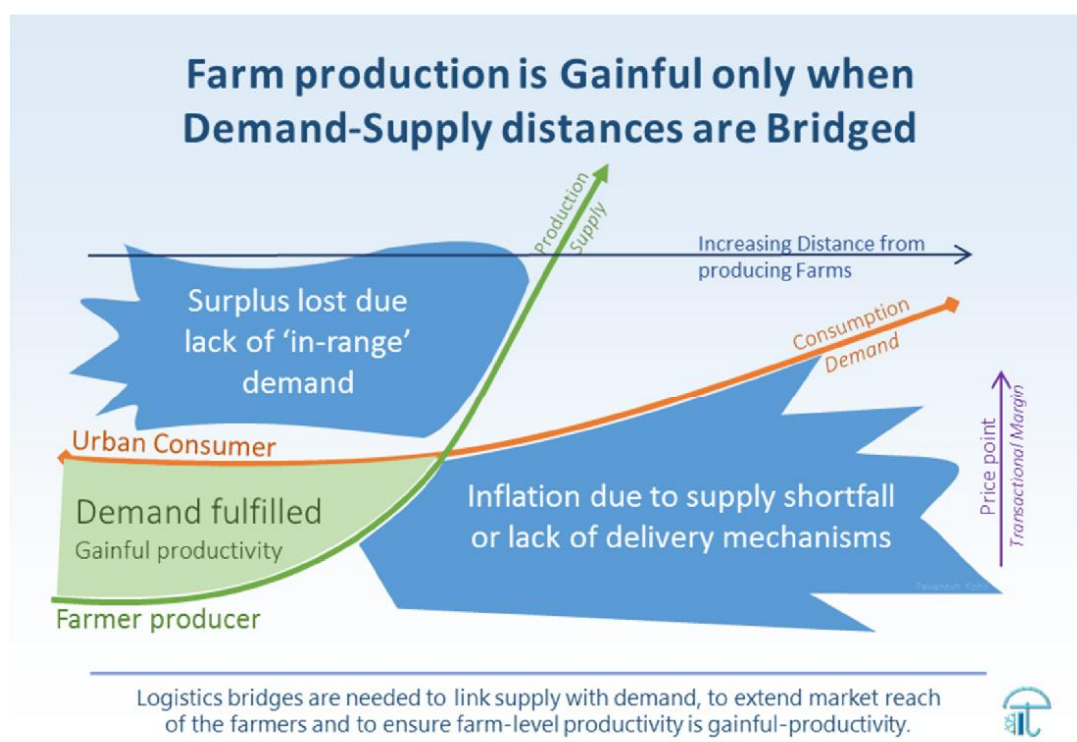 Farm production is Gainful only when
Demand-Supply distances are Bridged
Production
Supply
Increasing Distance from
producing Farms
Surplus lost due
lack of ‘in-range’
demand
Consumption
Demand
Urban Consumer
Price point
Transactional Margin
Demand fulfilled
Gainful productivity
Inflation due to supply shortfall
or lack of delivery mechanisms
Farmer producer
Logistics bridges are needed to link supply with demand, to extend market reach
of the farmers and to ensure farm-level productivity is gainful-productivity.